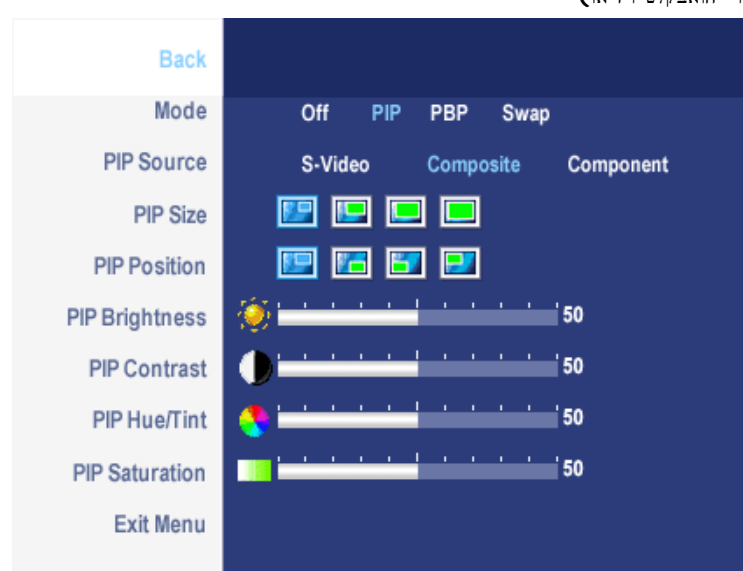 Back
Mode Off PIP PBP Swap
PIP Source S-Video Composite Component
PIP Size
PIP Position
PIP Brightness 50
PIP Contrast 50
PIP Hue/Tint 50
PIP Saturation 50
Exit Menu